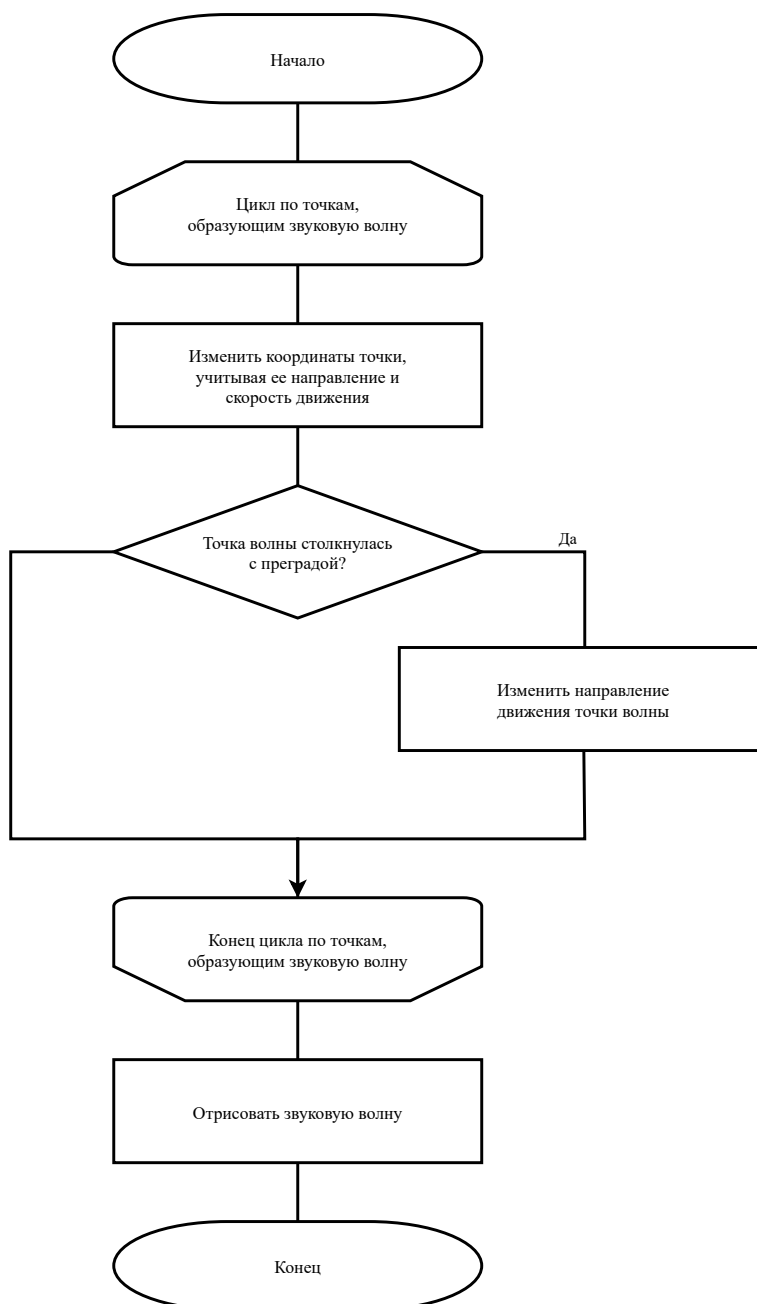 Начало
Цикл по точкам,
образующим звуковую волну
Изменить координаты точки,
учитывая ее направление и
скорость движения
Точка волны столкнулась
с преградой?
Да
Изменить направление
движения точки волны
Конец цикла по точкам,
образующим звуковую волну
Отрисовать звуковую волну
Конец